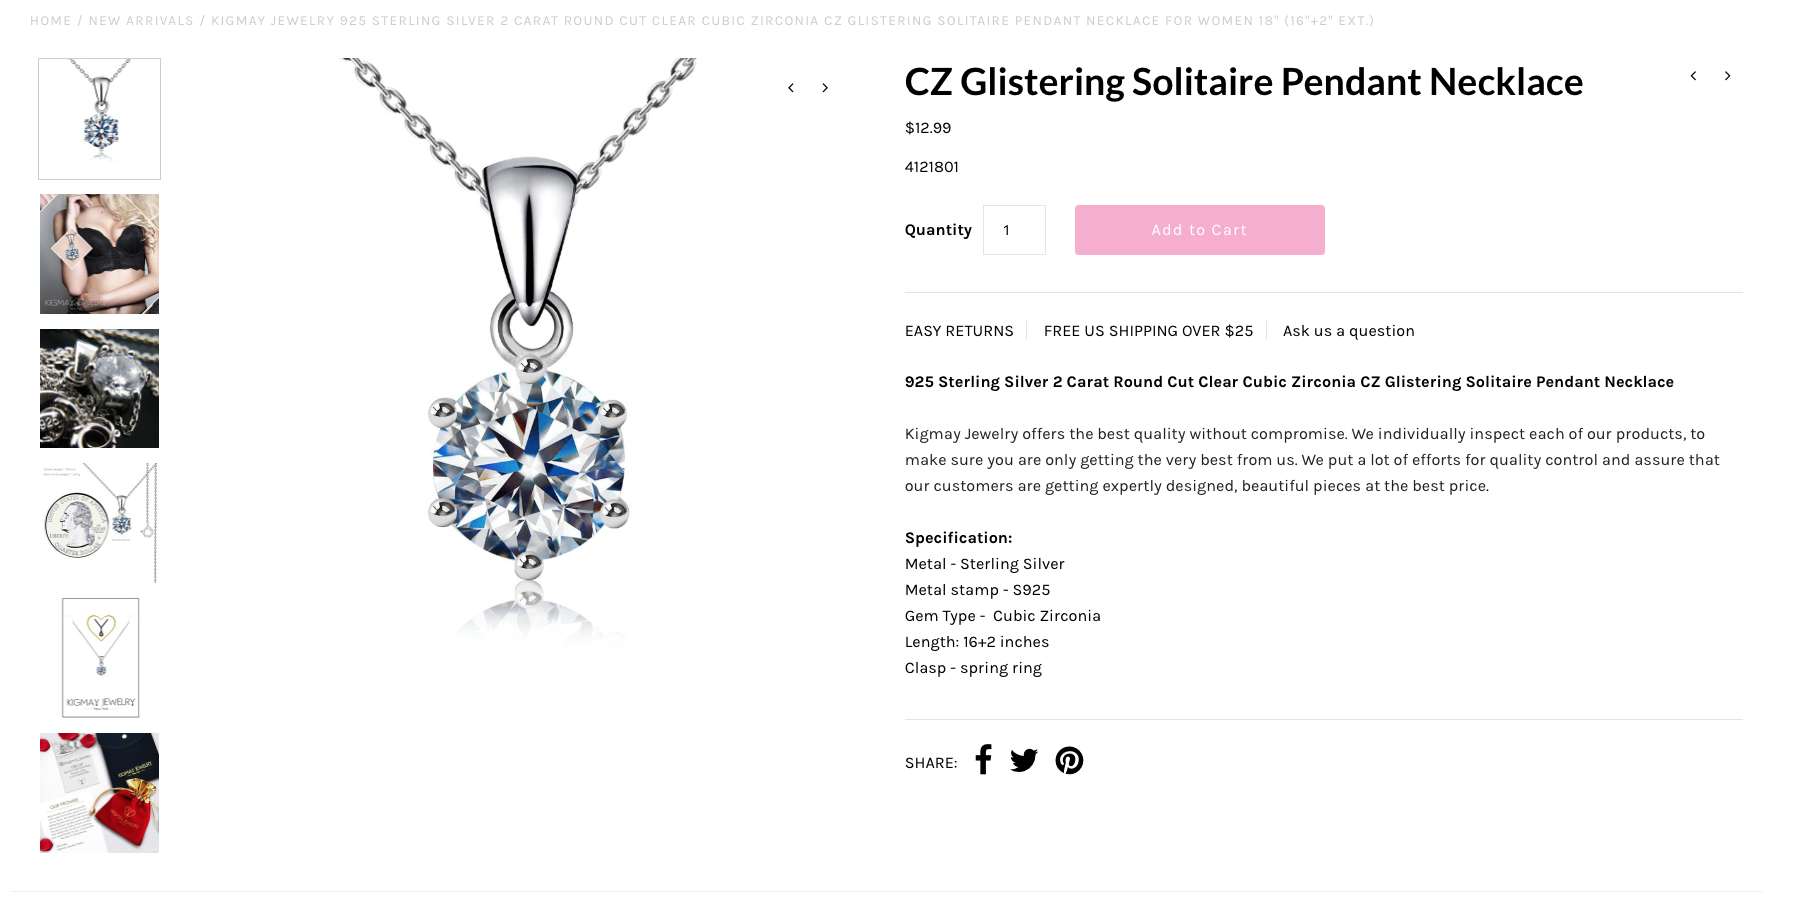 HOME / NEW ARRIVALS / KIGMAY JEWELRY 925 STERLING SILVER 2 CARAT ROUND CUT CLEAR CUBIC ZIRCONIA CZ GLISTERING SOLITAIRE PENDANT NECKLACE FOR WOMEN 18" (16"+2" EXT.)
CZ Glistering Solitaire Pendant Necklace
$12.99
4121801
Quantity 1 Add to Cart
EASY RETURNS FREE US SHIPPING OVER $25 Ask us a question
925 Sterling Silver 2 Carat Round Cut Clear Cubic Zirconia CZ Glistering Solitaire Pendant Necklace
Kigmay Jewelry offers the best quality without compromise. We individually inspect each of our products, to
make sure you are only getting the very best from us. We put a lot of efforts for quality control and assure that
our customers are getting expertly designed, beautiful pieces at the best price.
Specification:
Metal - Sterling Silver
Metal stamp - S925
Gem Type - Cubic Zirconia
Length: 16+2 inches
Clasp - spring ring
SHARE:
KIGMAY JEWELRY
LIBERTY
QUARTER DOLLAR
KIGMAY JEWELRY
KIGMAY JEWELRY
OUR PROMISE